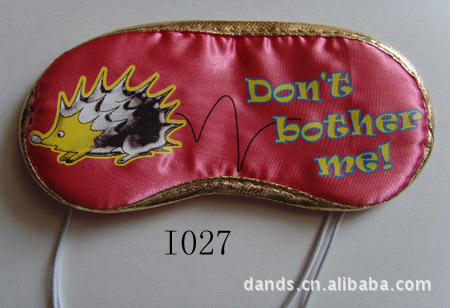 Don't
bother
me!
I027
dands.cn.alibaba.com